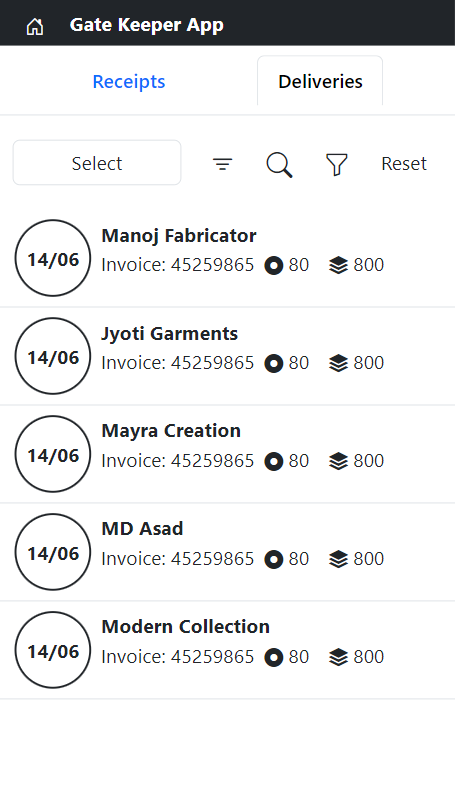 Gate Keeper App
Receipts Deliveries
Select Reset
14/06 Manoj Fabricator
Invoice: 45259865 80 800
14/06 Jyoti Garments
Invoice: 45259865 80 800
14/06 Mayra Creation
Invoice: 45259865 80 800
14/06 MD Asad
Invoice: 45259865 80 800
14/06 Modern Collection
Invoice: 45259865 80 800